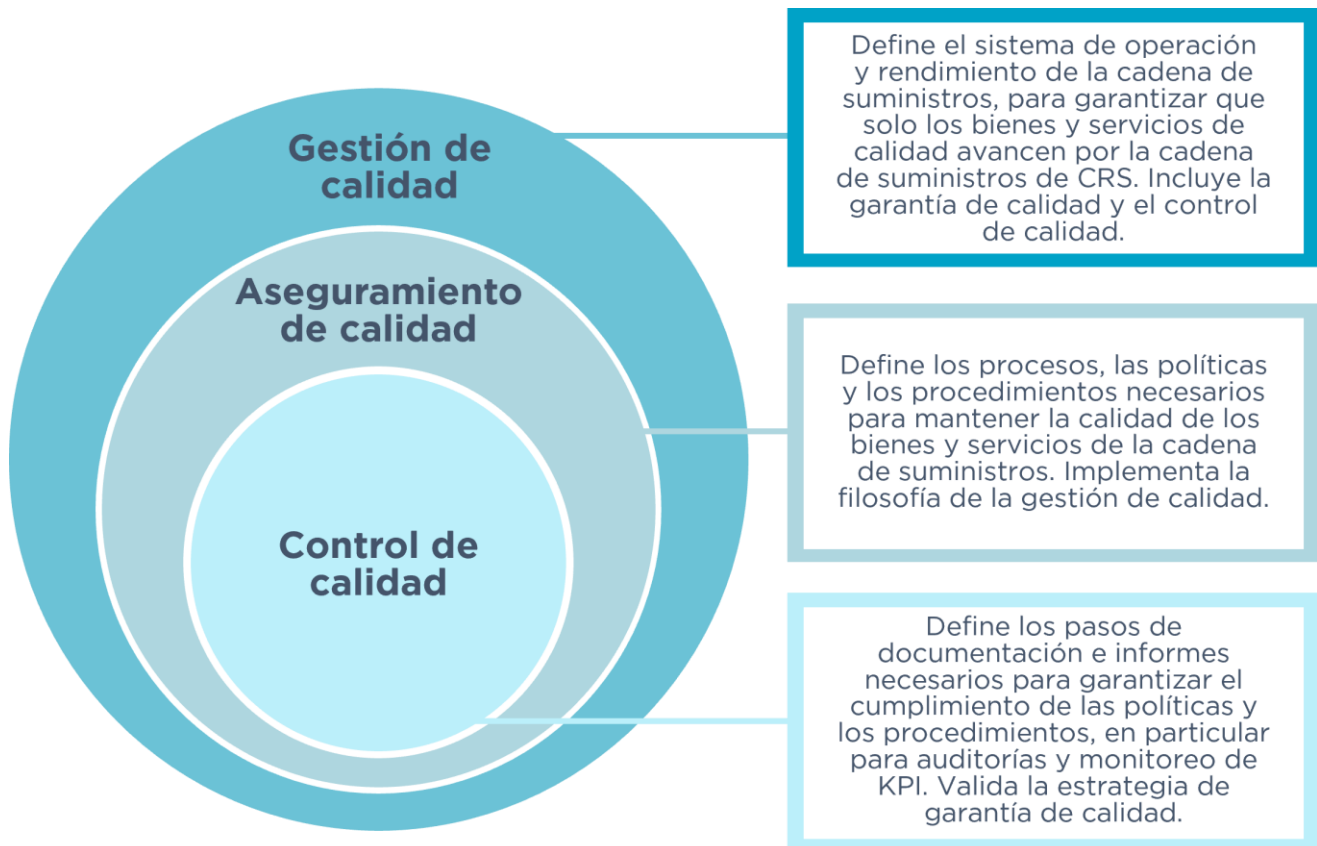 Gestión de
calidad
Define el sistema de operación
y rendimiento de la cadena de
suministros, para garantizar que
solo los bienes y servicios de
calidad avancen por la cadena
de suministros de CRS. Incluye la
garantía de calidad y el control
de calidad.
Aseguramiento
de calidad
Define los procesos, las políticas
y los procedimientos necesarios
para mantener la calidad de los
bienes y servicios de la cadena
de suministros. Implementa la
filosofía de la gestión de calidad.
Control de
calidad
Define los pasos de
documentación e informes
necesarios para garantizar el
cumplimiento de las políticas y
los procedimientos, en particular
para auditorías y monitoreo de
KPI. Valida la estrategia de
garantía de calidad.